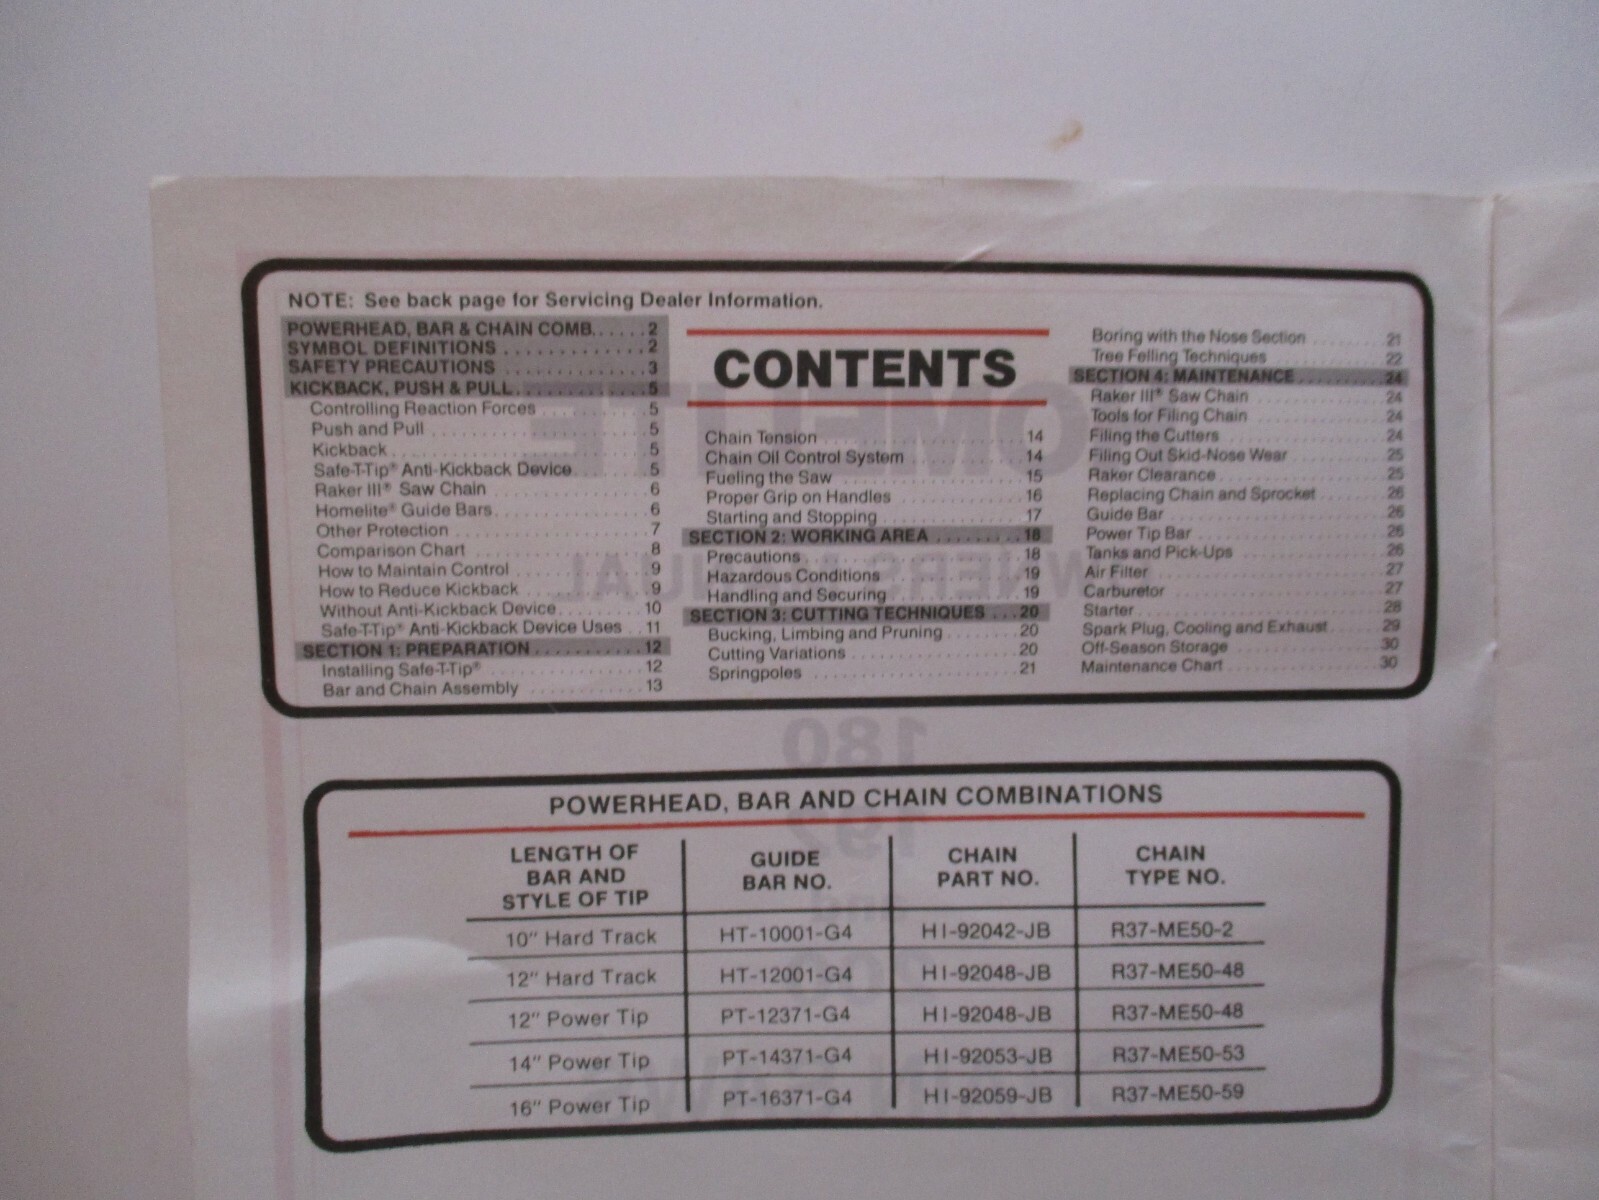 NOTE: See back page for Servicing Dealer Information.
POWERHEAD, BAR & CHAIN COMB. . . . . . 2
SYMBOL DEFINITIONS . . . . . . . . . . . . . 2
SAFETY PRECAUTIONS . . . . . . . . . . . . . 3
KICKBACK, PUSH & PULL. . . . . . . . . . . . 5
Controlling Reaction Forces . . . . . . . . . 5
Push and Pull . . . . . . . . . . . . . . . . . 5
Kickback . . . . . . . . . . . . . . . . . . . . 5
Safe-T-Tip® Anti-Kickback Device. . . . . . 5
Raker III® Saw Chain . . . . . . . . . . . . . 6
Homelite® Guide Bars. . . . . . . . . . . . . 6
Other Protection . . . . . . . . . . . . . . . 7
Comparison Chart . . . . . . . . . . . . . . 8
How to Maintain Control . . . . . . . . . . 9
How to Reduce Kickback . . . . . . . . . . 9
Without Anti-Kickback Device. . . . . . . . 10
Safe-T-Tip® Anti-Kickback Device Uses . . 11
SECTION 1: PREPARATION . . . . . . . . . . 12
Installing Safe-T-Tip® . . . . . . . . . . . . 12
Bar and Chain Assembly . . . . . . . . . . 13
CONTENTS
Chain Tension . . . . . . . . . . . . . . . . 14
Chain Oil Control System . . . . . . . . . . 14
Fueling the Saw . . . . . . . . . . . . . . . 15
Proper Grip on Handles . . . . . . . . . . . 16
Starting and Stopping . . . . . . . . . . . . 17
SECTION 2: WORKING AREA . . . . . . . . . 18
Precautions . . . . . . . . . . . . . . . . . . 18
Hazardous Conditions . . . . . . . . . . . . 19
Handling and Securing . . . . . . . . . . . 19
SECTION 3: CUTTING TECHNIQUES . . . 20
Bucking, Limbing and Pruning . . . . . . . 20
Cutting Variations . . . . . . . . . . . . . . 20
Springpoles . . . . . . . . . . . . . . . . . . 21
Boring with the Nose Section . . . . . . . . 21
Tree Felling Techniques . . . . . . . . . . . 22
SECTION 4: MAINTENANCE . . . . . . . . . . 24
Raker III® Saw Chain . . . . . . . . . . . . . 24
Tools for Filing Chain . . . . . . . . . . . . 24
Filing the Cutters . . . . . . . . . . . . . . 24
Filing Out Skid-Nose Wear . . . . . . . . . 25
Raker Clearance . . . . . . . . . . . . . . . 25
Replacing Chain and Sprocket . . . . . . . 26
Guide Bar . . . . . . . . . . . . . . . . . . . 26
Power Tip Bar . . . . . . . . . . . . . . . . 26
Tanks and Pick-Ups . . . . . . . . . . . . . 26
Air Filter . . . . . . . . . . . . . . . . . . . . 27
Carburetor . . . . . . . . . . . . . . . . . . 27
Starter . . . . . . . . . . . . . . . . . . . . . 28
Spark Plug, Cooling and Exhaust . . . . . . 29
Off-Season Storage . . . . . . . . . . . . . 30
Maintenance Chart . . . . . . . . . . . . . . 30
POWERHEAD, BAR AND CHAIN COMBINATIONS
LENGTH OF BAR AND STYLE OF TIP GUIDE BAR NO. CHAIN PART NO. CHAIN TYPE NO.
10" Hard Track HT-10001-G4 HI-92042-JB R37-ME50-2
12" Hard Track HT-12001-G4 HI-92048-JB R37-ME50-48
12" Power Tip PT-12371-G4 HI-92048-JB R37-ME50-48
14" Power Tip PT-14371-G4 HI-92053-JB R37-ME50-53
16" Power Tip PT-16371-G4 HI-92059-JB R37-ME50-59